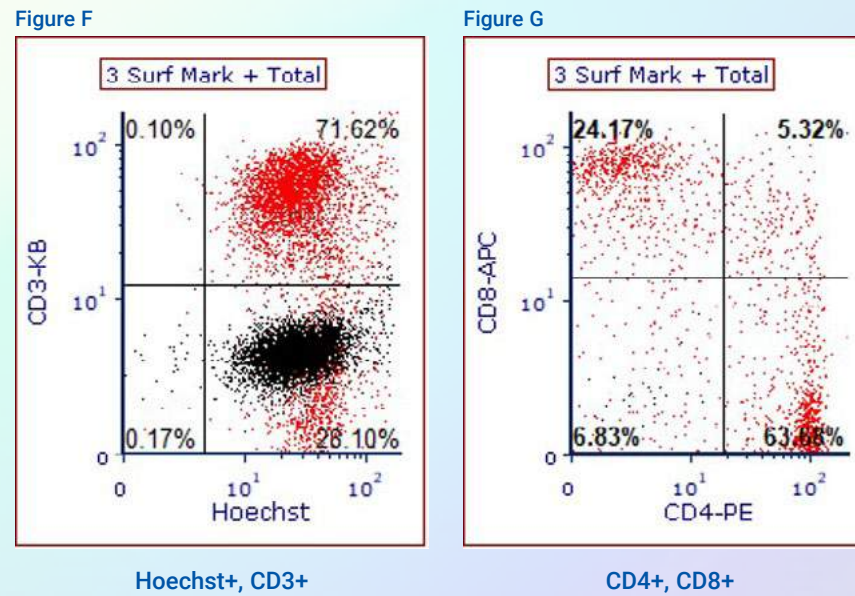 Figure F
3 Surf Mark + Total
0.10%
71.62%
10²
CD3-KB
10¹
0.17%
26.10%
0
0
10¹
10²
Hoechst
Hoechst+, CD3+
Figure G
3 Surf Mark + Total
24.17%
5.32%
10²
CD8-APC
10¹
6.83%
63.68%
0
0
10¹
10²
CD4-PE
CD4+, CD8+